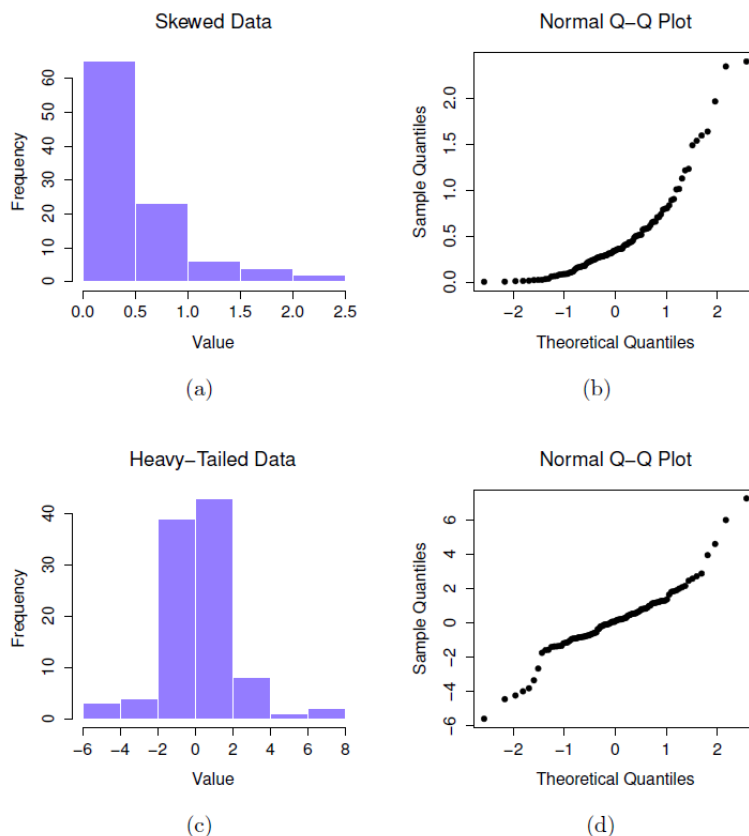 Skewed Data
Frequency
0 10 20 30 40 50 60
0.0 0.5 1.0 1.5 2.0 2.5
Value
(a)
Normal Q−Q Plot
Sample Quantiles
0.0 0.5 1.0 1.5 2.0
−2 −1 0 1 2
Theoretical Quantiles
(b)
Heavy−Tailed Data
Frequency
0 10 20 30 40
−6 −4 −2 0 2 4 6 8
Value
(c)
Normal Q−Q Plot
Sample Quantiles
−6 −4 −2 0 2 4 6
−2 −1 0 1 2
Theoretical Quantiles
(d)